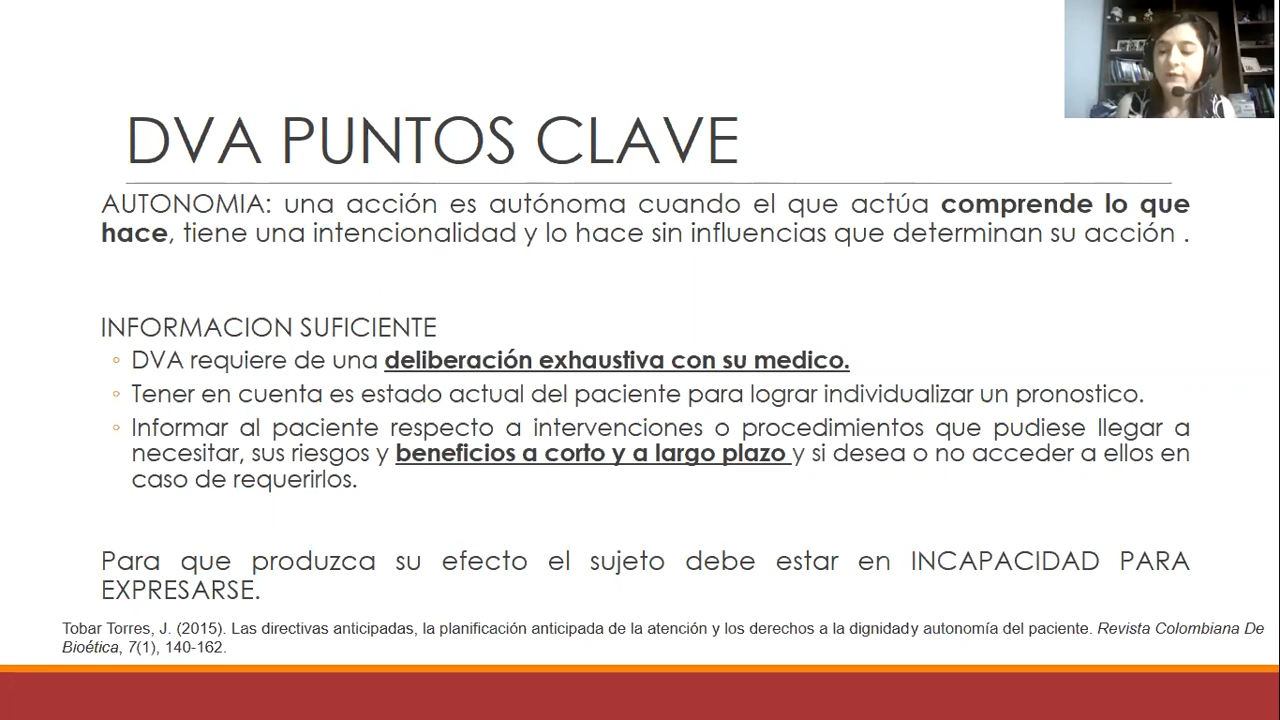 DVA PUNTOS CLAVE
AUTONOMIA: una acción es autónoma cuando el que actúa comprende lo que
hace, tiene una intencionalidad y lo hace sin influencias que determinan su acción .
INFORMACION SUFICIENTE
◦ DVA requiere de una deliberación exhaustiva con su medico.
◦ Tener en cuenta es estado actual del paciente para lograr individualizar un pronostico.
◦ Informar al paciente respecto a intervenciones o procedimientos que pudiese llegar a
necesitar, sus riesgos y beneficios a corto y a largo plazo y si desea o no acceder a ellos en
caso de requerirlos.
Para que produzca su efecto el sujeto debe estar en INCAPACIDAD PARA
EXPRESARSE.
Tobar Torres, J. (2015). Las directivas anticipadas, la planificación anticipada de la atención y los derechos a la dignidady autonomía del paciente. Revista Colombiana De
Bioética, 7(1), 140-162.